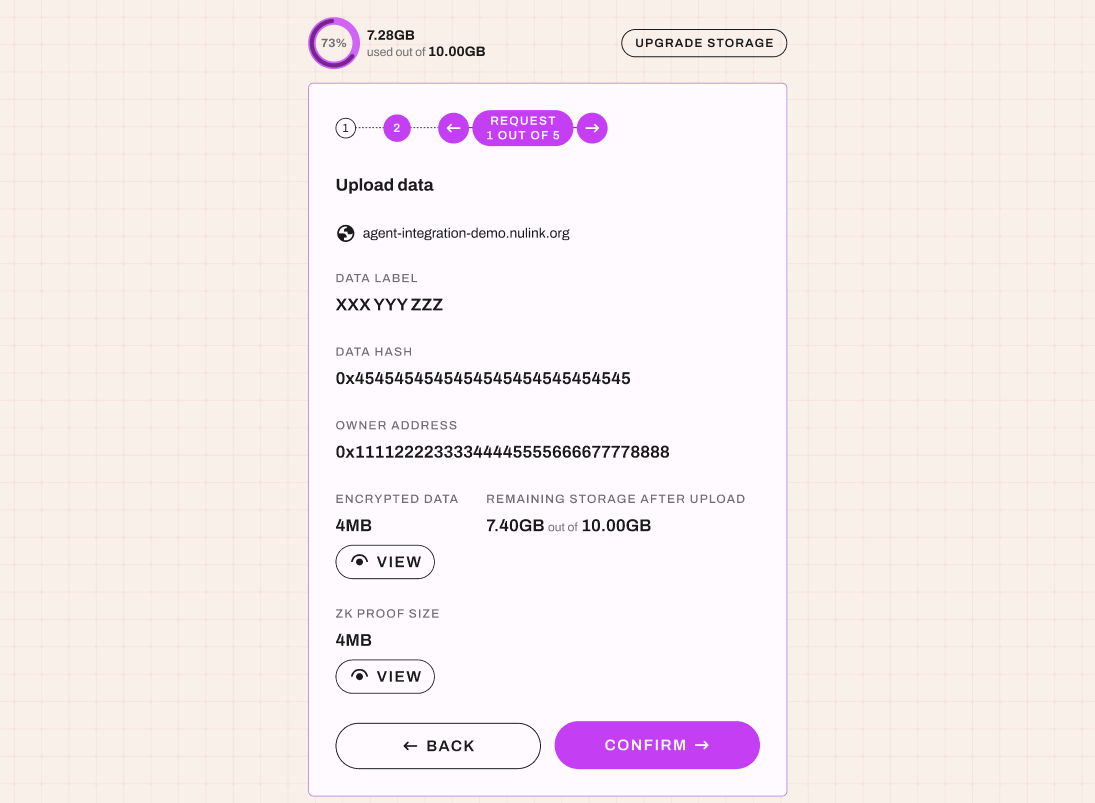 73%
7.28GB
used out of 10.00GB
UPGRADE STORAGE
1
2
REQUEST
1 OUT OF 5
Upload data
agent-integration-demo.nulink.org
DATA LABEL
XXX YYY ZZZ
DATA HASH
0x4545454545454545454545454545
OWNER ADDRESS
0x11112222333344445555666677778888
ENCRYPTED DATA
REMAINING STORAGE AFTER UPLOAD
4MB
7.40GB out of 10.00GB
VIEW
ZK PROOF SIZE
4MB
VIEW
← BACK
CONFIRM →